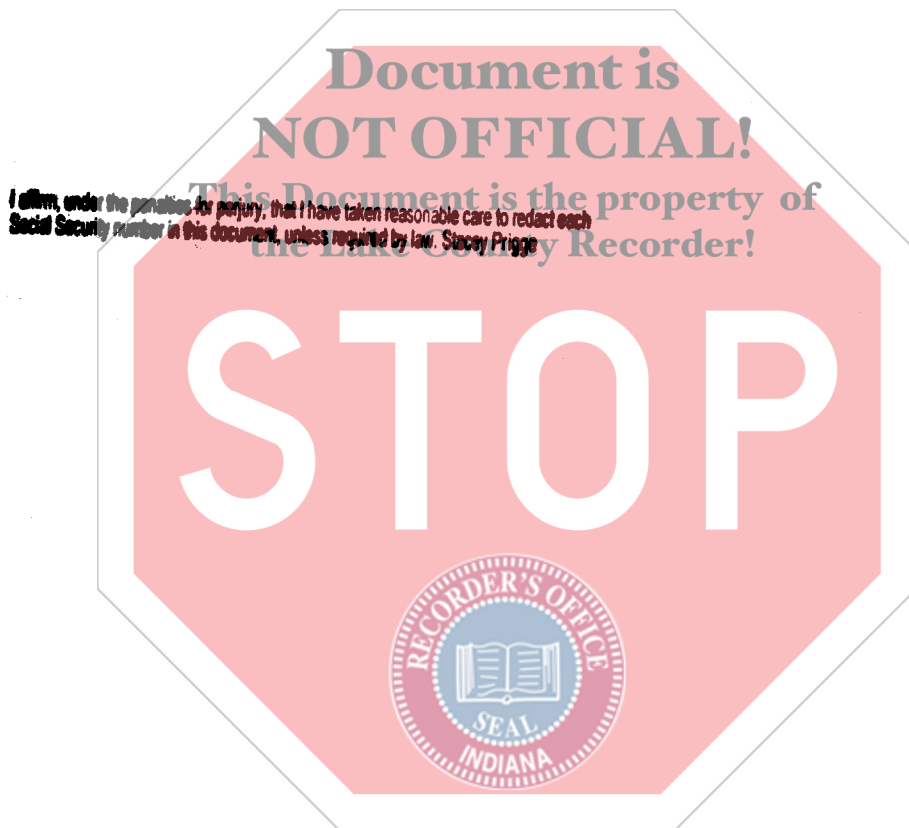 Document is
NOT OFFICIAL!
This Document is the property of
the Lake County Recorder!
I affirm, under the penalties for perjury, that I have taken reasonable care to redact each
Social Security number in this document, unless required by law. Stacey Prigge
STOP
RECORDER'S OFFICE
SEAL
INDIANA